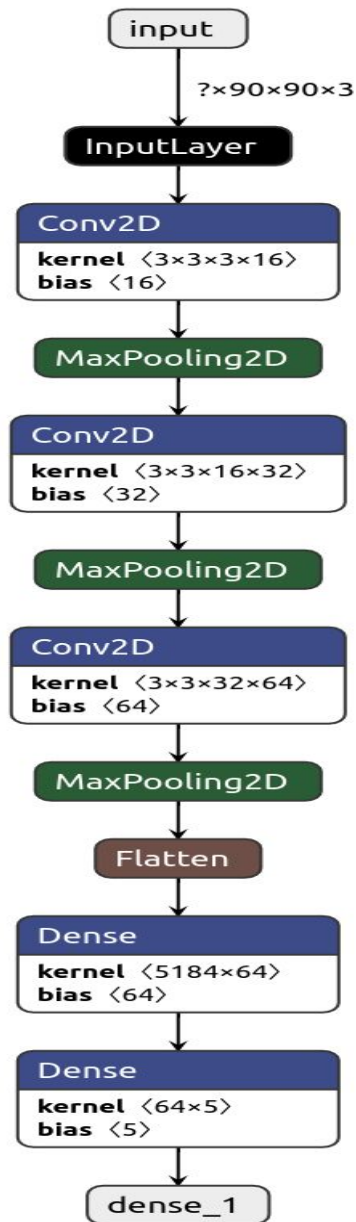 input
?×90×90×3
InputLayer
Conv2D
kernel ⟨3×3×3×16⟩
bias ⟨16⟩
MaxPooling2D
Conv2D
kernel ⟨3×3×16×32⟩
bias ⟨32⟩
MaxPooling2D
Conv2D
kernel ⟨3×3×32×64⟩
bias ⟨64⟩
MaxPooling2D
Flatten
Dense
kernel ⟨5184×64⟩
bias ⟨64⟩
Dense
kernel ⟨64×5⟩
bias ⟨5⟩
dense_1